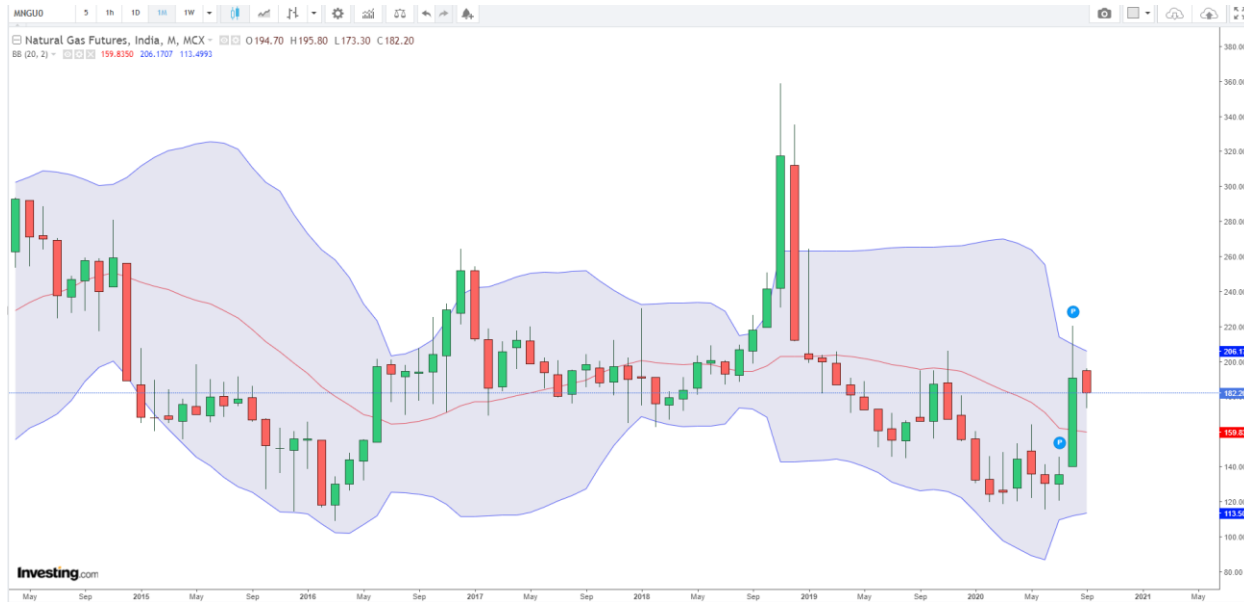 MNGU0 5 1h 1D 1M 1W
Natural Gas Futures, India, M, MCX O194.70 H195.80 L173.30 C182.20
BB (20, 2) 159.8350 206.1707 113.4993
380.00
360.00
340.00
320.00
300.00
280.00
260.00
240.00
220.00
P
206.17
200.00
182.20
159.83
P
140.00
120.00
113.50
100.00
80.00
Investing.com
May Sep 2015 May Sep 2016 May Sep 2017 May Sep 2018 May Sep 2019 May Sep 2020 May Sep 2021 May